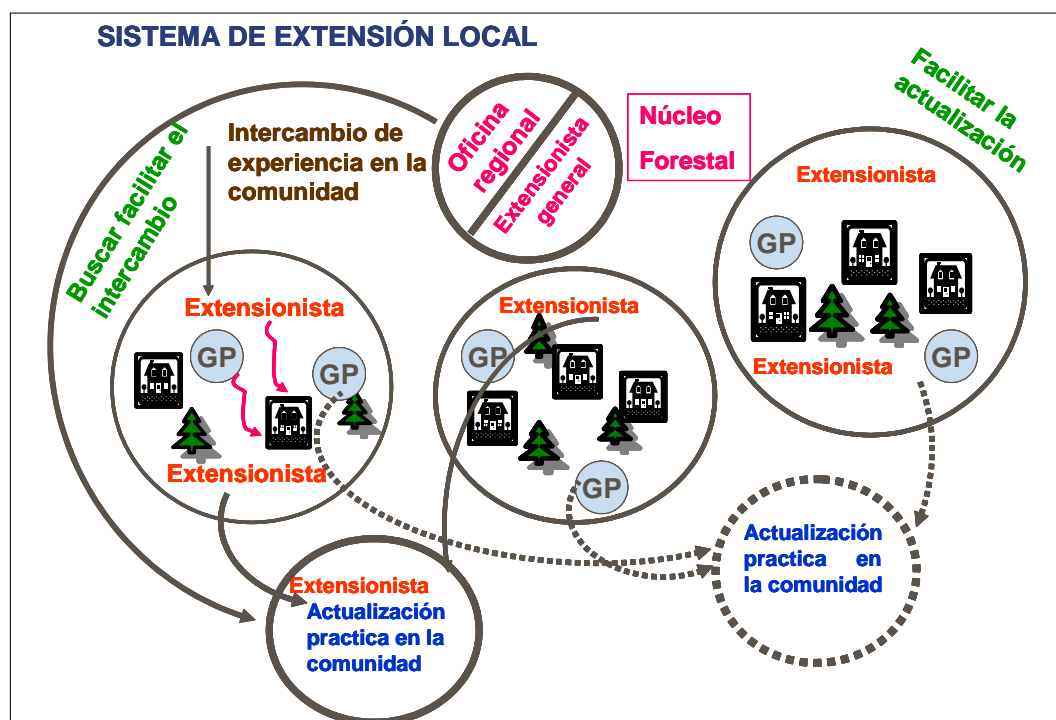 SISTEMA DE EXTENSIÓN LOCAL
Buscar facilitar el
intercambio
Intercambio de
experiencia en la
comunidad
Oficina
regional
Extensionista
general
Núcleo
Forestal
Facilitar la
actualización
Extensionista
GP
GP
Extensionista
Extensionista
GP
GP
Extensionista
GP
Extensionista
GP
Extensionista
Actualización
practica en la
comunidad
Actualización
practica en
la comunidad